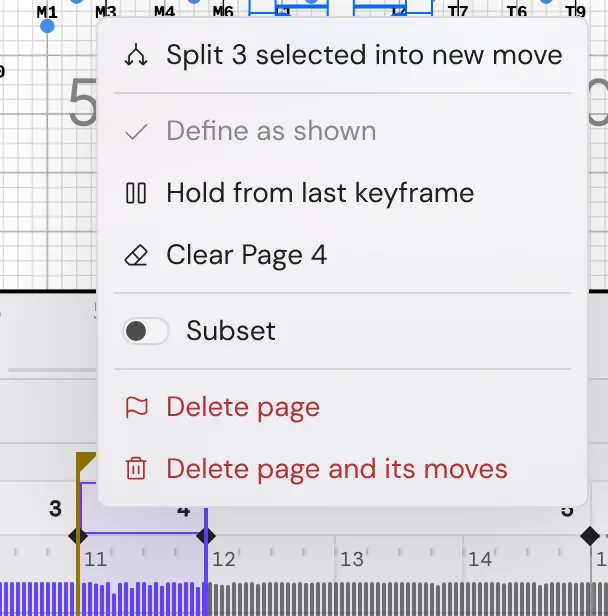 M1 M3 M4 M6 T7 T6 T9
Split 3 selected into new move
5
Define as shown
Hold from last keyframe
Clear Page 4
Subset
Delete page
Delete page and its moves
3 4 5
11 12 13 14